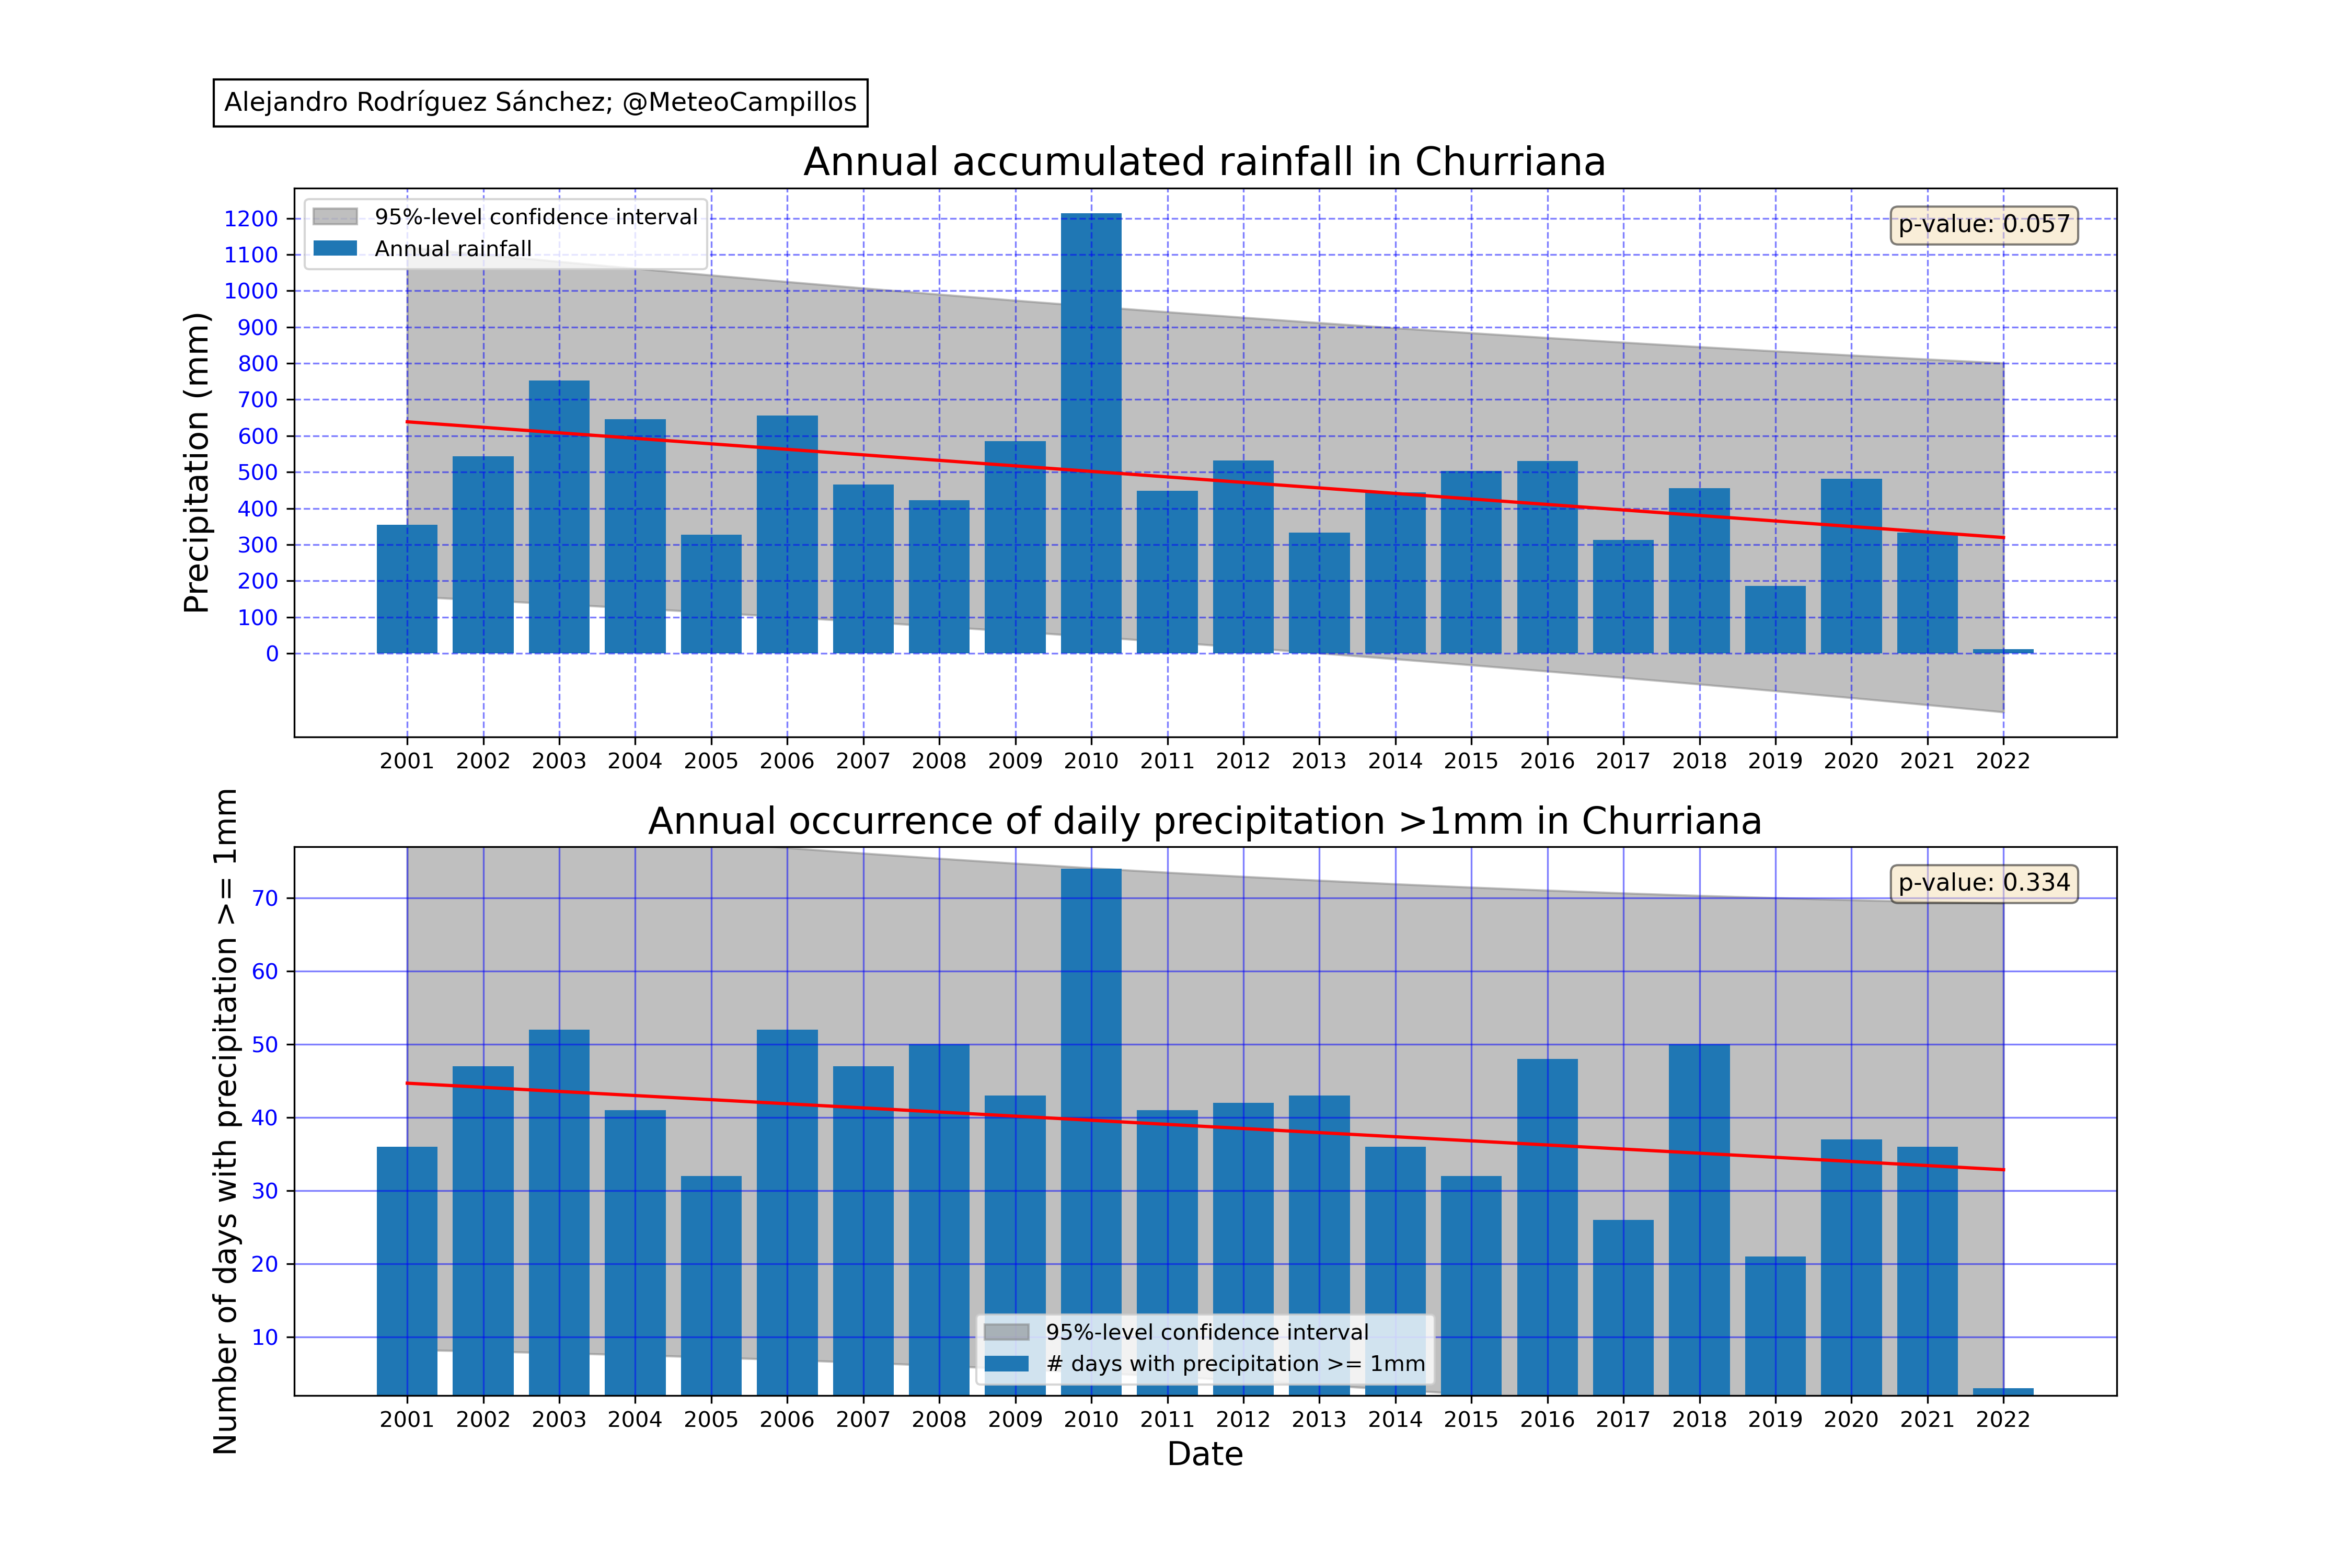 Alejandro Rodríguez Sánchez; @MeteoCampillos
Annual accumulated rainfall in Churriana
95%-level confidence interval
Annual rainfall
p-value: 0.057
Precipitation (mm)
1200
1100
1000
900
800
700
600
500
400
300
200
100
0
2001 2002 2003 2004 2005 2006 2007 2008 2009 2010 2011 2012 2013 2014 2015 2016 2017 2018 2019 2020 2021 2022
Annual occurrence of daily precipitation >1mm in Churriana
p-value: 0.334
Number of days with precipitation >= 1mm
70
60
50
40
30
20
10
95%-level confidence interval
# days with precipitation >= 1mm
2001 2002 2003 2004 2005 2006 2007 2008 2009 2010 2011 2012 2013 2014 2015 2016 2017 2018 2019 2020 2021 2022
Date